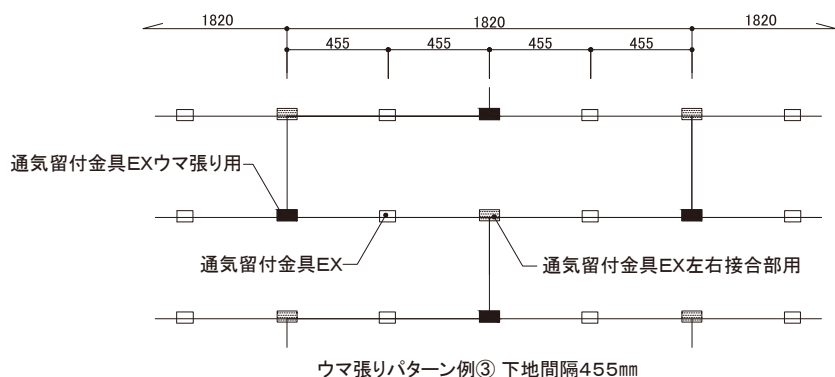 1820 1820 1820
455 455 455 455
通気留付金具EXウマ張り用
通気留付金具EX
通気留付金具EX左右接合部用
ウマ張りパターン例③ 下地間隔455㎜